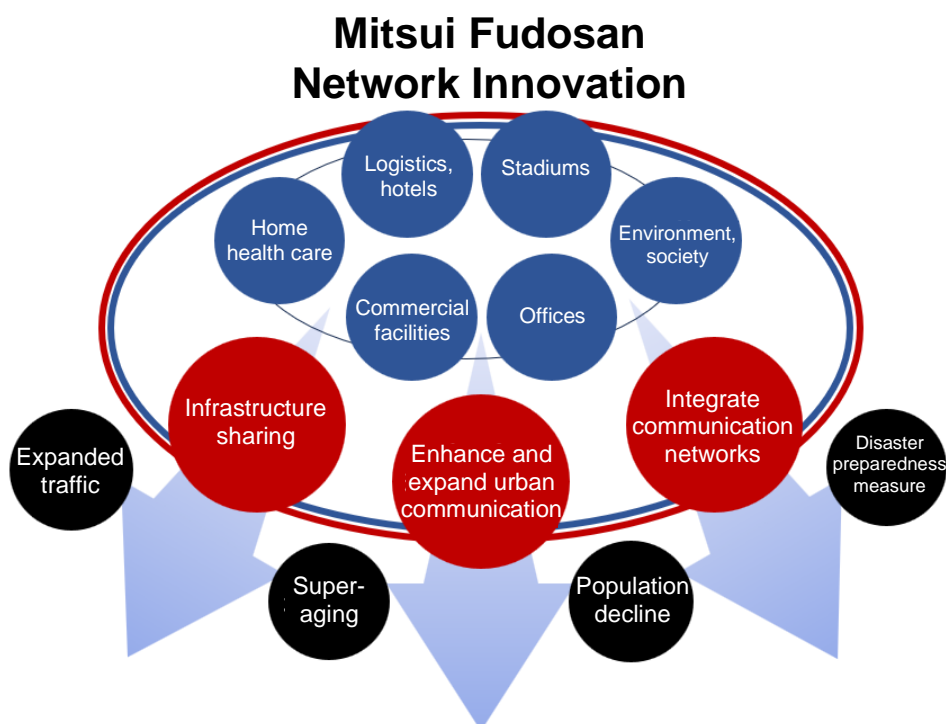 Mitsui Fudosan
Network Innovation
Logistics,
hotels
Stadiums
Home
health care
Environment,
society
Commercial
facilities
Offices
Infrastructure
sharing
Enhance and
expand urban
communication
Integrate
communication
networks
Expanded
traffic
Disaster
preparedness
measure
Super-
aging
Population
decline